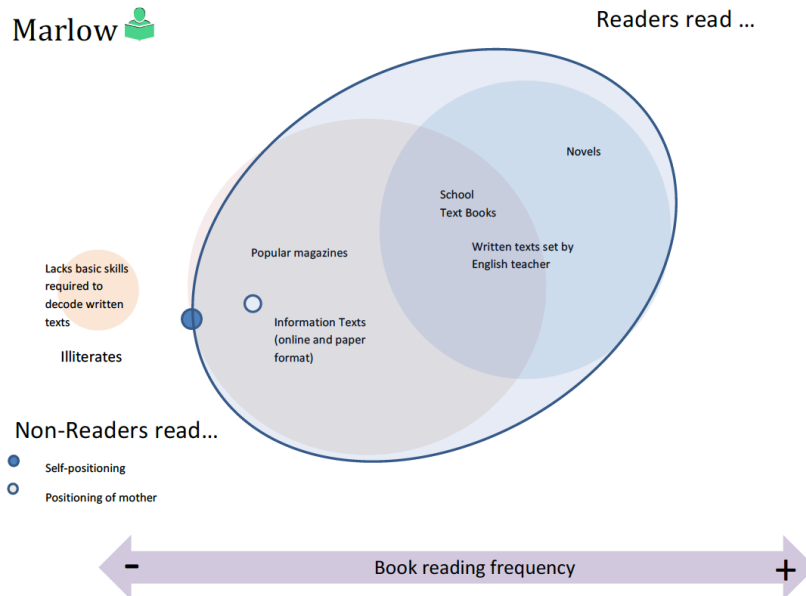 Marlow
Readers read ...
Novels
School
Text Books
Written texts set by
English teacher
Popular magazines
Lacks basic skills
required to
decode written
texts
Information Texts
(online and paper
format)
Illiterates
Non-Readers read...
Self-positioning
Positioning of mother
- Book reading frequency +